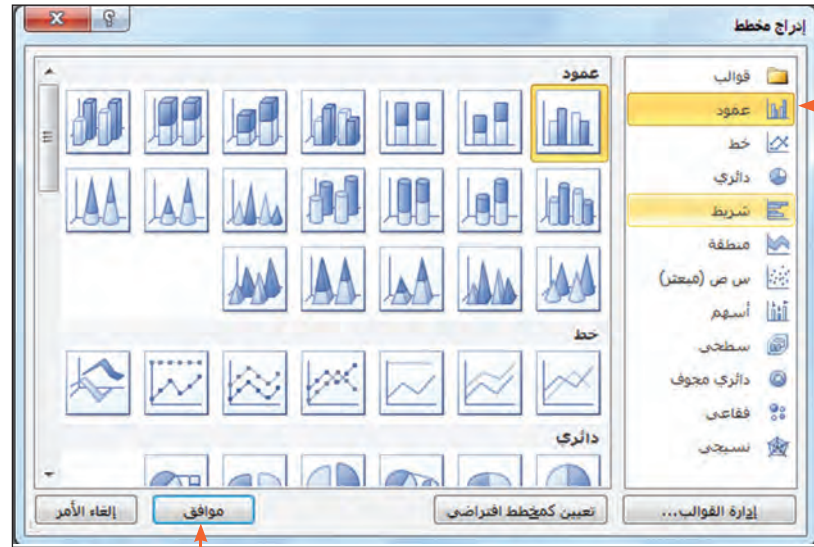 إدراج مخطط
قوالب
عمود
خط
دائري
شريط
منطقة
س ص (مبعثر)
أسهم
سطحي
دائري مجوف
فقاعي
نسيجي
إدارة القوالب...
عمود
خط
دائري
تعيين كمخطط افتراضي
موافق
إلغاء الأمر